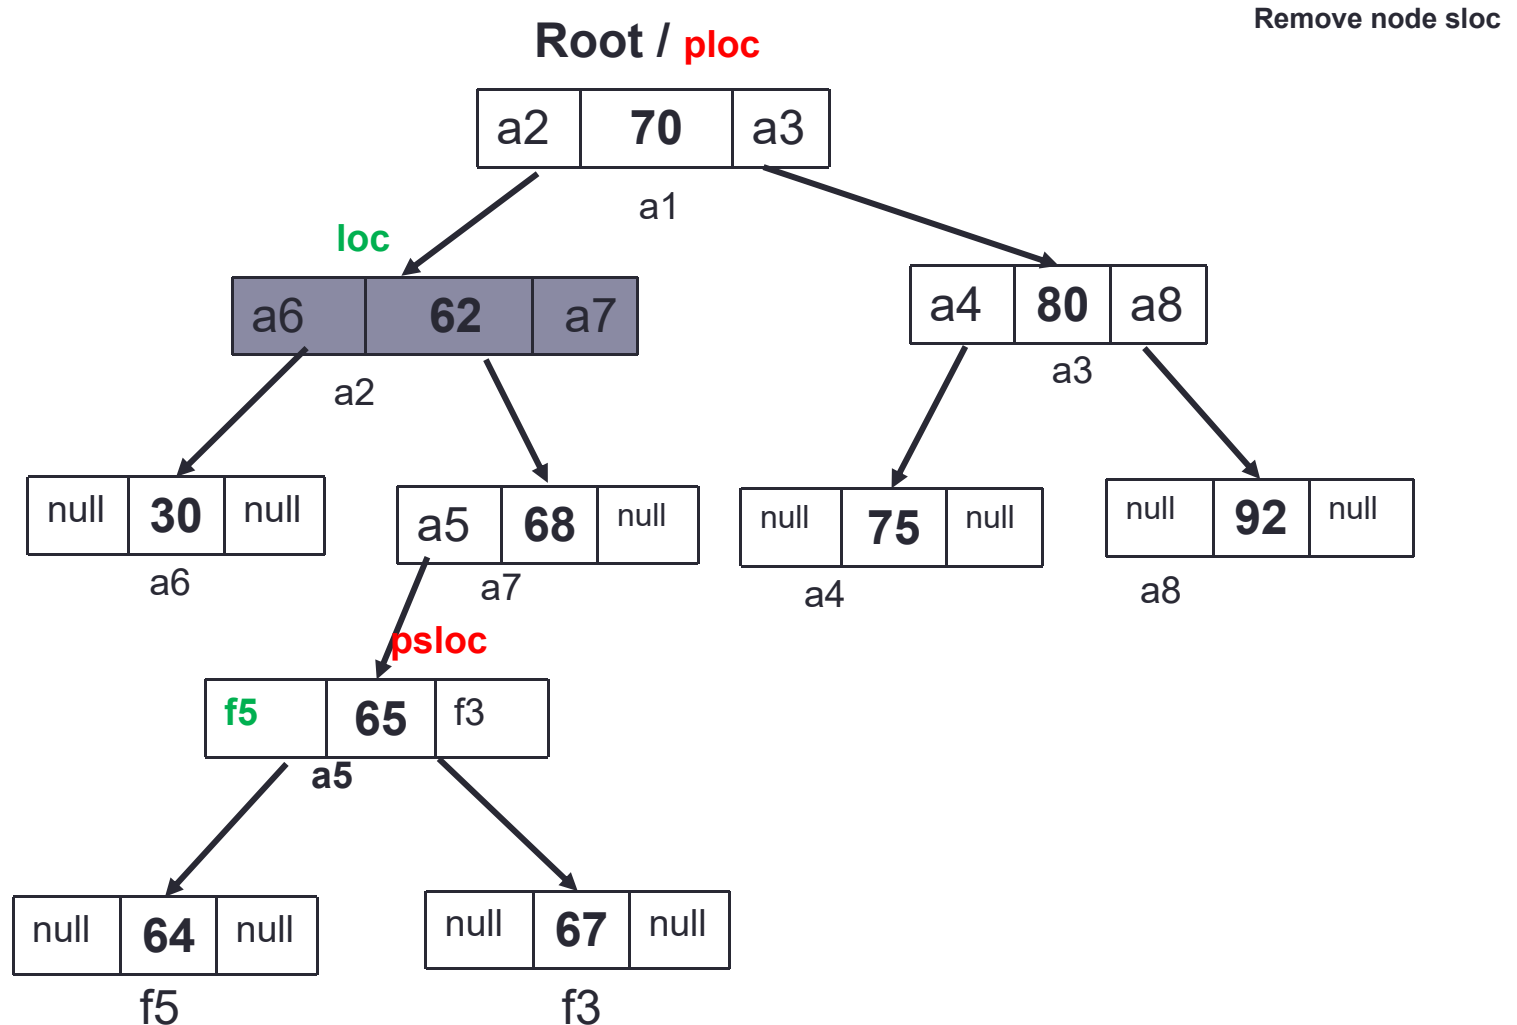 Remove node sloc
Root / ploc
a2 70 a3
a1
loc
a6 62 a7
a2
a4 80 a8
a3
null 30 null
a6
a5 68 null
a7
null 75 null
a4
null 92 null
a8
psloc
f5 65 f3
a5
null 64 null
f5
null 67 null
f3